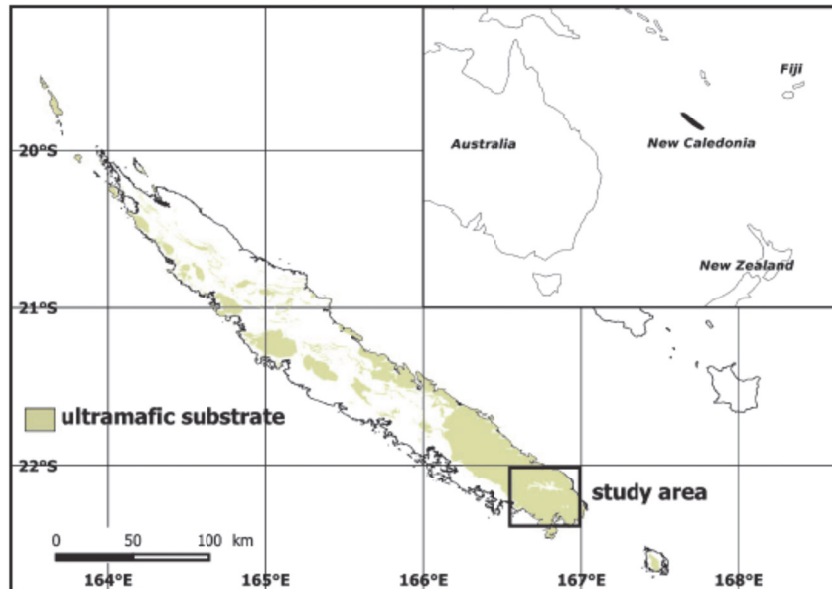 Fiji
20°S
Australia
New Caledonia
New Zealand
21°S
ultramafic substrate
22°S
study area
0 50 100 km
164°E 165°E 166°E 167°E 168°E